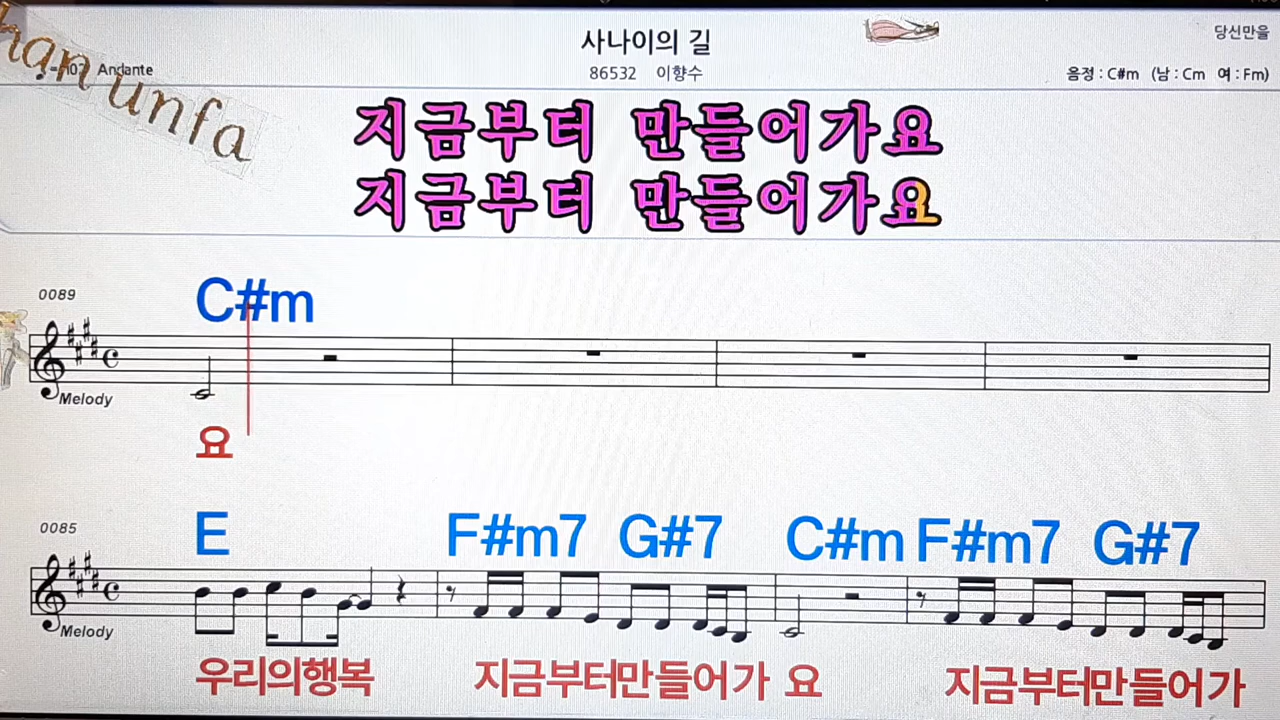 han unfa
사나이의 길
당신만을
Andante
86532 이향수
음정 : C#m (남 : Cm 여 : Fm)
지금부터 만들어가요
지금부터 만들어가요
0089
C#m
Melody
요
0085
E F#m7 G#7 C#m F#m7 G#7
Melody
우리의행복 지금부터만들어가 요 지금부터만들어가